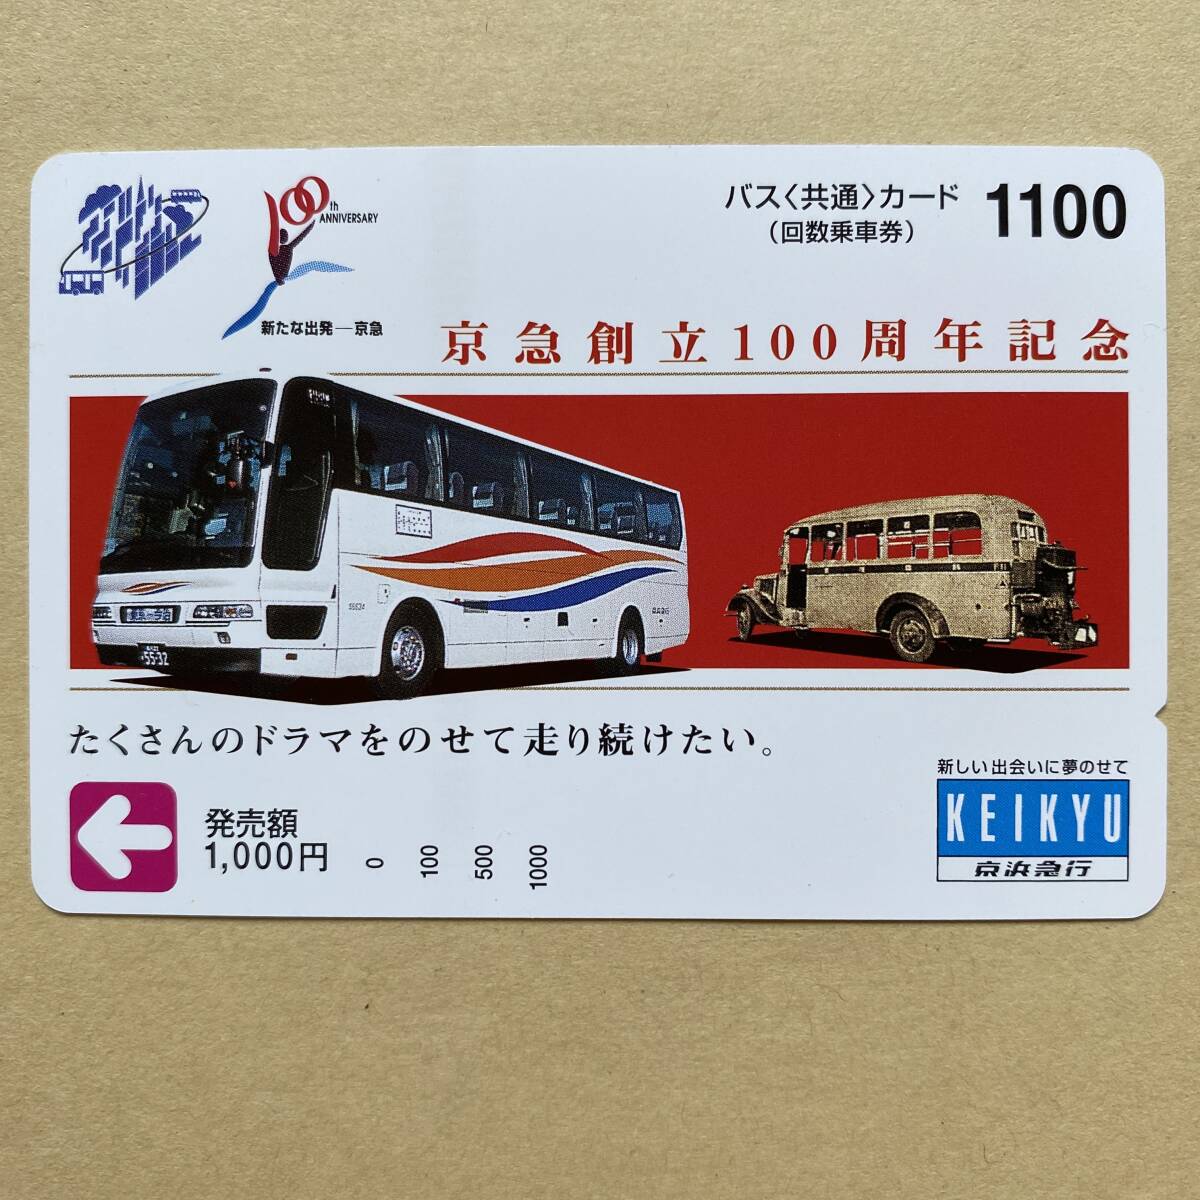 100th
ANNIVERSARY
新たな出発―京急
バス〈共通〉カード
(回数乗車券)
1100
京急創立100周年記念
55634
5532
たくさんのドラマをのせて走り続けたい。
発売額
1,000円
0
100
500
1000
新しい出会いに夢のせて
KEIKYU
京浜急行